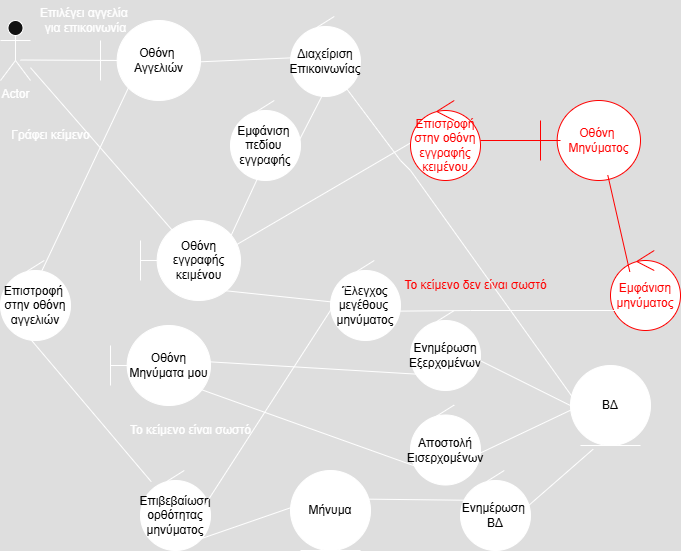 Επιλέγει αγγελία
για επικοινωνία
Οθόνη
Αγγελιών
Διαχείριση
Επικοινωνίας
Actor
Γράφει κείμενο
Εμφάνιση
πεδίου
εγγραφής
Επιστροφή
στην οθόνη
εγγραφής
κειμένου
Οθόνη
Μηνύματος
Οθόνη
εγγραφής
κειμένου
Επιστροφή
στην οθόνη
αγγελιών
Έλεγχος
μεγέθους
μηνύματος
Το κείμενο δεν είναι σωστό
Εμφάνιση
μηνύματος
Οθόνη
Μηνύματα μου
Ενημέρωση
Εξερχομένων
ΒΔ
Το κείμενο είναι σωστό
Αποστολή
Εισερχομένων
Επιβεβαίωση
ορθότητας
μηνύματος
Μήνυμα
Ενημέρωση
ΒΔ